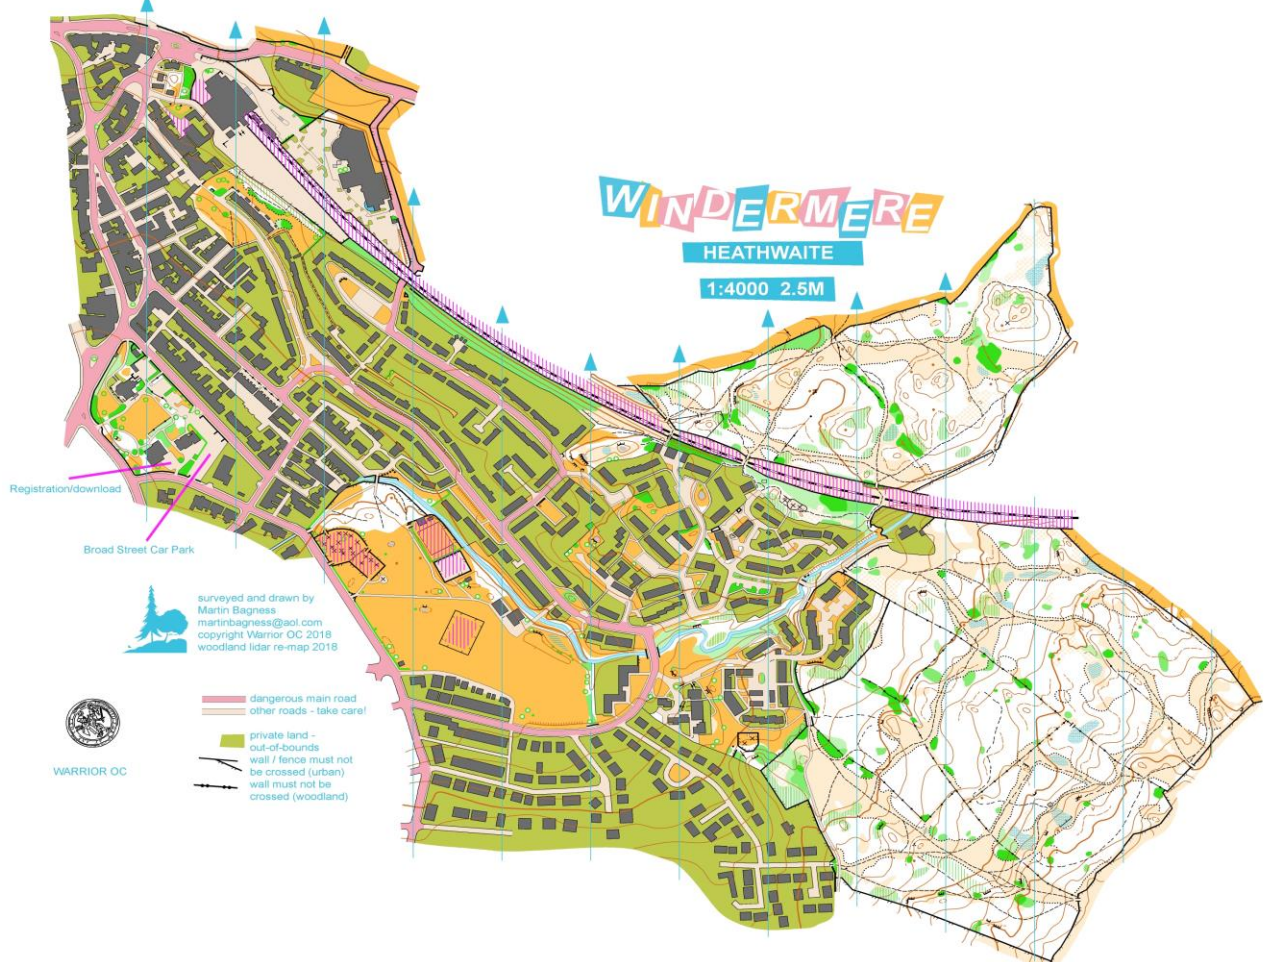 WINDERMERE
HEATHWAITE
1:4000 2.5M
Registration/download
Broad Street Car Park
surveyed and drawn by
Martin Bagness
martinbagness@aol.com
copyright Warrior OC 2018
woodland lidar re-map 2018
dangerous main road
other roads - take care!
private land -
out-of-bounds
wall / fence must not
be crossed (urban)
wall must not be
crossed (woodland)
WARRIOR OC